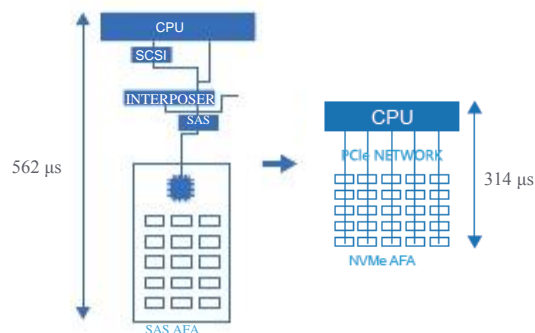 CPU
SCSI
INTERPOSER
SAS
562 μs
SAS AFA
CPU
PCIe NETWORK
314 μs
NVMe AFA